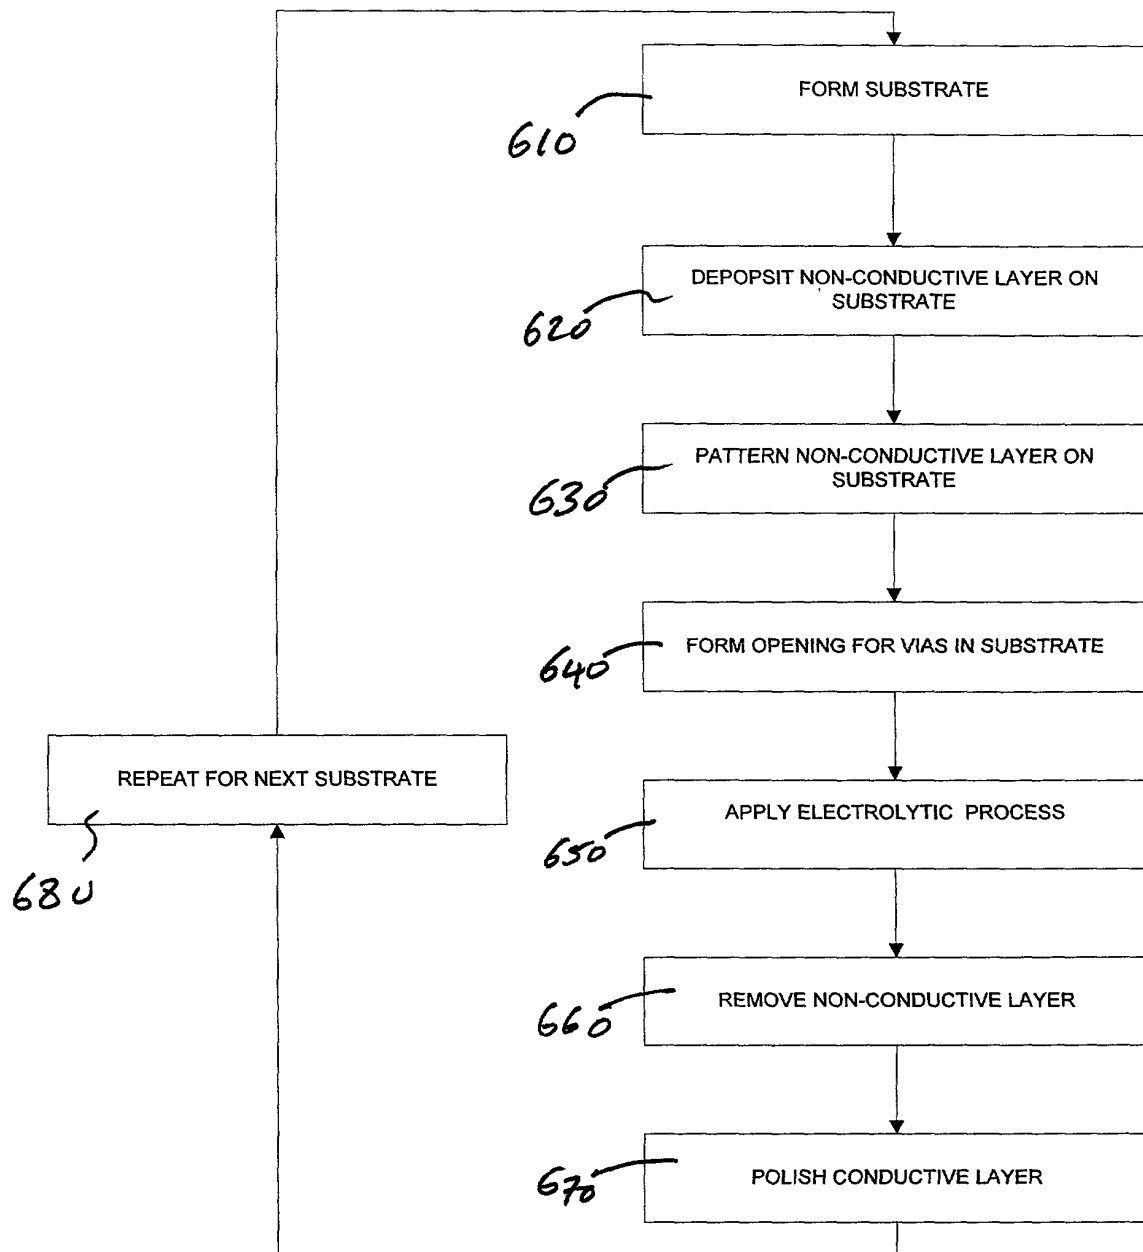 FORM SUBSTRATE
610
DEPOPSIT NON-CONDUCTIVE LAYER ON
SUBSTRATE
620
PATTERN NON-CONDUCTIVE LAYER ON
SUBSTRATE
630
FORM OPENING FOR VIAS IN SUBSTRATE
640
REPEAT FOR NEXT SUBSTRATE
680
APPLY ELECTROLYTIC PROCESS
650
REMOVE NON-CONDUCTIVE LAYER
660
POLISH CONDUCTIVE LAYER
670